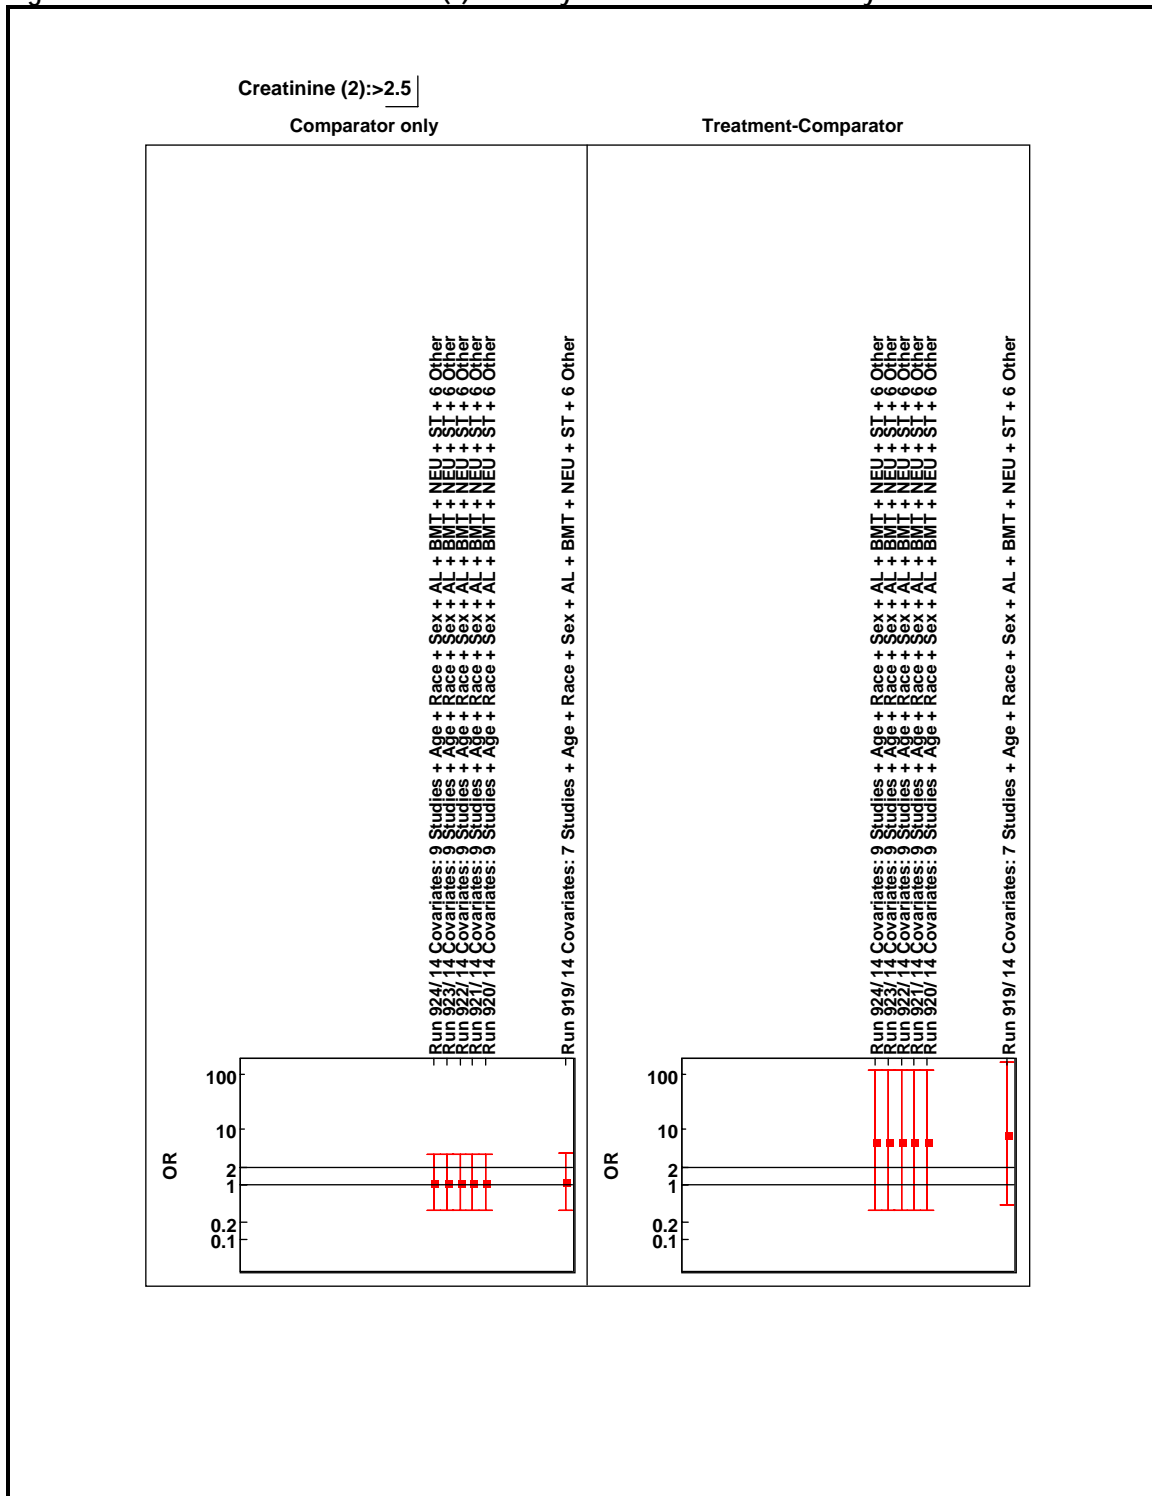 Creatinine (2):>2.5
Comparator only
Treatment-Comparator
Run 924/ 14 Covariates: 9 Studies + Age + Race + Sex + AL + BMT + NEU + ST + 6 Other
Run 923/ 14 Covariates: 9 Studies + Age + Race + Sex + AL + BMT + NEU + ST + 6 Other
Run 922/ 14 Covariates: 9 Studies + Age + Race + Sex + AL + BMT + NEU + ST + 6 Other
Run 921/ 14 Covariates: 9 Studies + Age + Race + Sex + AL + BMT + NEU + ST + 6 Other
Run 920/ 14 Covariates: 9 Studies + Age + Race + Sex + AL + BMT + NEU + ST + 6 Other
Run 919/ 14 Covariates: 7 Studies + Age + Race + Sex + AL + BMT + NEU + ST + 6 Other
OR
100
10
2
1
0.2
0.1
Run 924/ 14 Covariates: 9 Studies + Age + Race + Sex + AL + BMT + NEU + ST + 6 Other
Run 923/ 14 Covariates: 9 Studies + Age + Race + Sex + AL + BMT + NEU + ST + 6 Other
Run 922/ 14 Covariates: 9 Studies + Age + Race + Sex + AL + BMT + NEU + ST + 6 Other
Run 921/ 14 Covariates: 9 Studies + Age + Race + Sex + AL + BMT + NEU + ST + 6 Other
Run 920/ 14 Covariates: 9 Studies + Age + Race + Sex + AL + BMT + NEU + ST + 6 Other
Run 919/ 14 Covariates: 7 Studies + Age + Race + Sex + AL + BMT + NEU + ST + 6 Other
OR
100
10
2
1
0.2
0.1